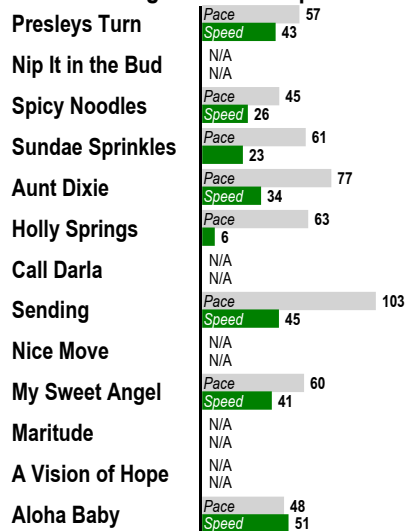 Presleys Turn
Pace 57
Speed 43
Nip It in the Bud
N/A
N/A
Spicy Noodles
Pace 45
Speed 26
Sundae Sprinkles
Pace 61
23
Aunt Dixie
Pace 77
Speed 34
Holly Springs
Pace 63
6
Call Darla
N/A
N/A
Sending
Pace 103
Speed 45
Nice Move
N/A
N/A
My Sweet Angel
Pace 60
Speed 41
Maritude
N/A
N/A
A Vision of Hope
N/A
N/A
Aloha Baby
Pace 48
Speed 51